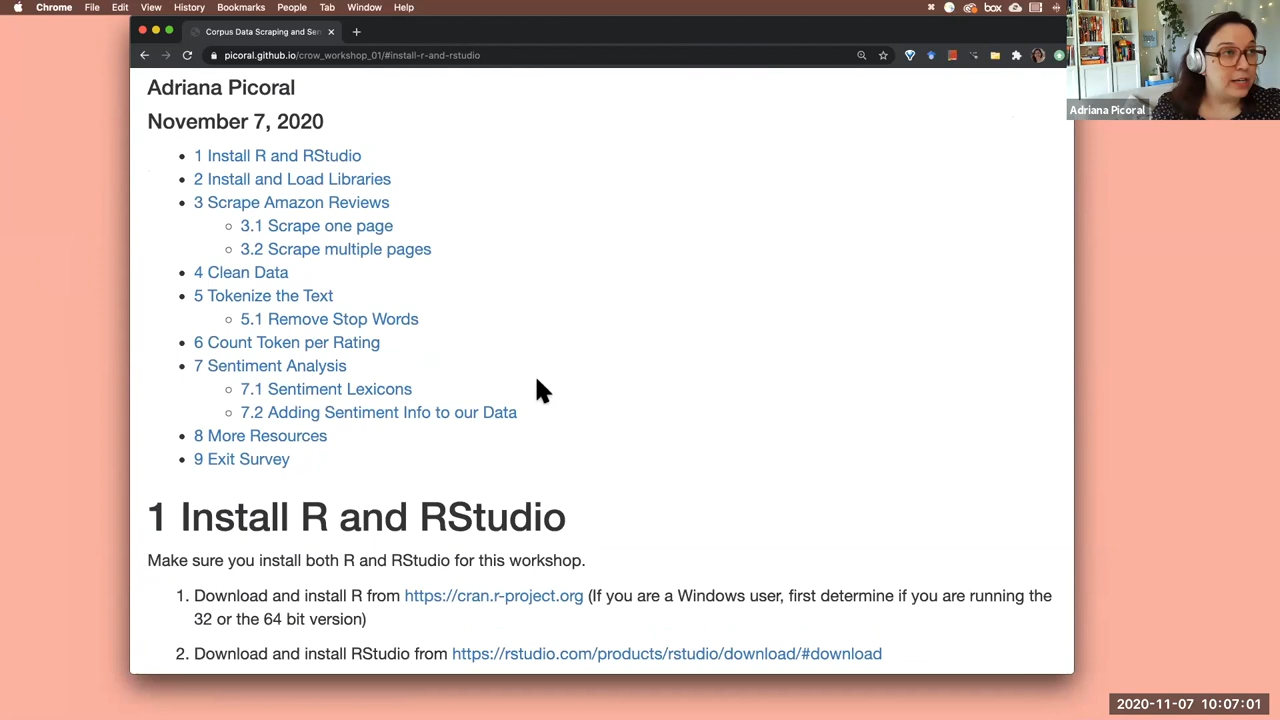 Chrome File Edit View History Bookmarks People Tab Window Help
box
Corpus Data Scraping and Sen
picoral.github.io/crow_workshop_01/#install-r-and-rstudio
Adriana Picoral
Adriana Picoral
November 7, 2020
1 Install R and RStudio
2 Install and Load Libraries
3 Scrape Amazon Reviews
3.1 Scrape one page
3.2 Scrape multiple pages
4 Clean Data
5 Tokenize the Text
5.1 Remove Stop Words
6 Count Token per Rating
7 Sentiment Analysis
7.1 Sentiment Lexicons
7.2 Adding Sentiment Info to our Data
8 More Resources
9 Exit Survey
1 Install R and RStudio
Make sure you install both R and RStudio for this workshop.
1. Download and install R from https://cran.r-project.org (If you are a Windows user, first determine if you are running the
32 or the 64 bit version)
2. Download and install RStudio from https://rstudio.com/products/rstudio/download/#download
2020-11-07 10:07:01